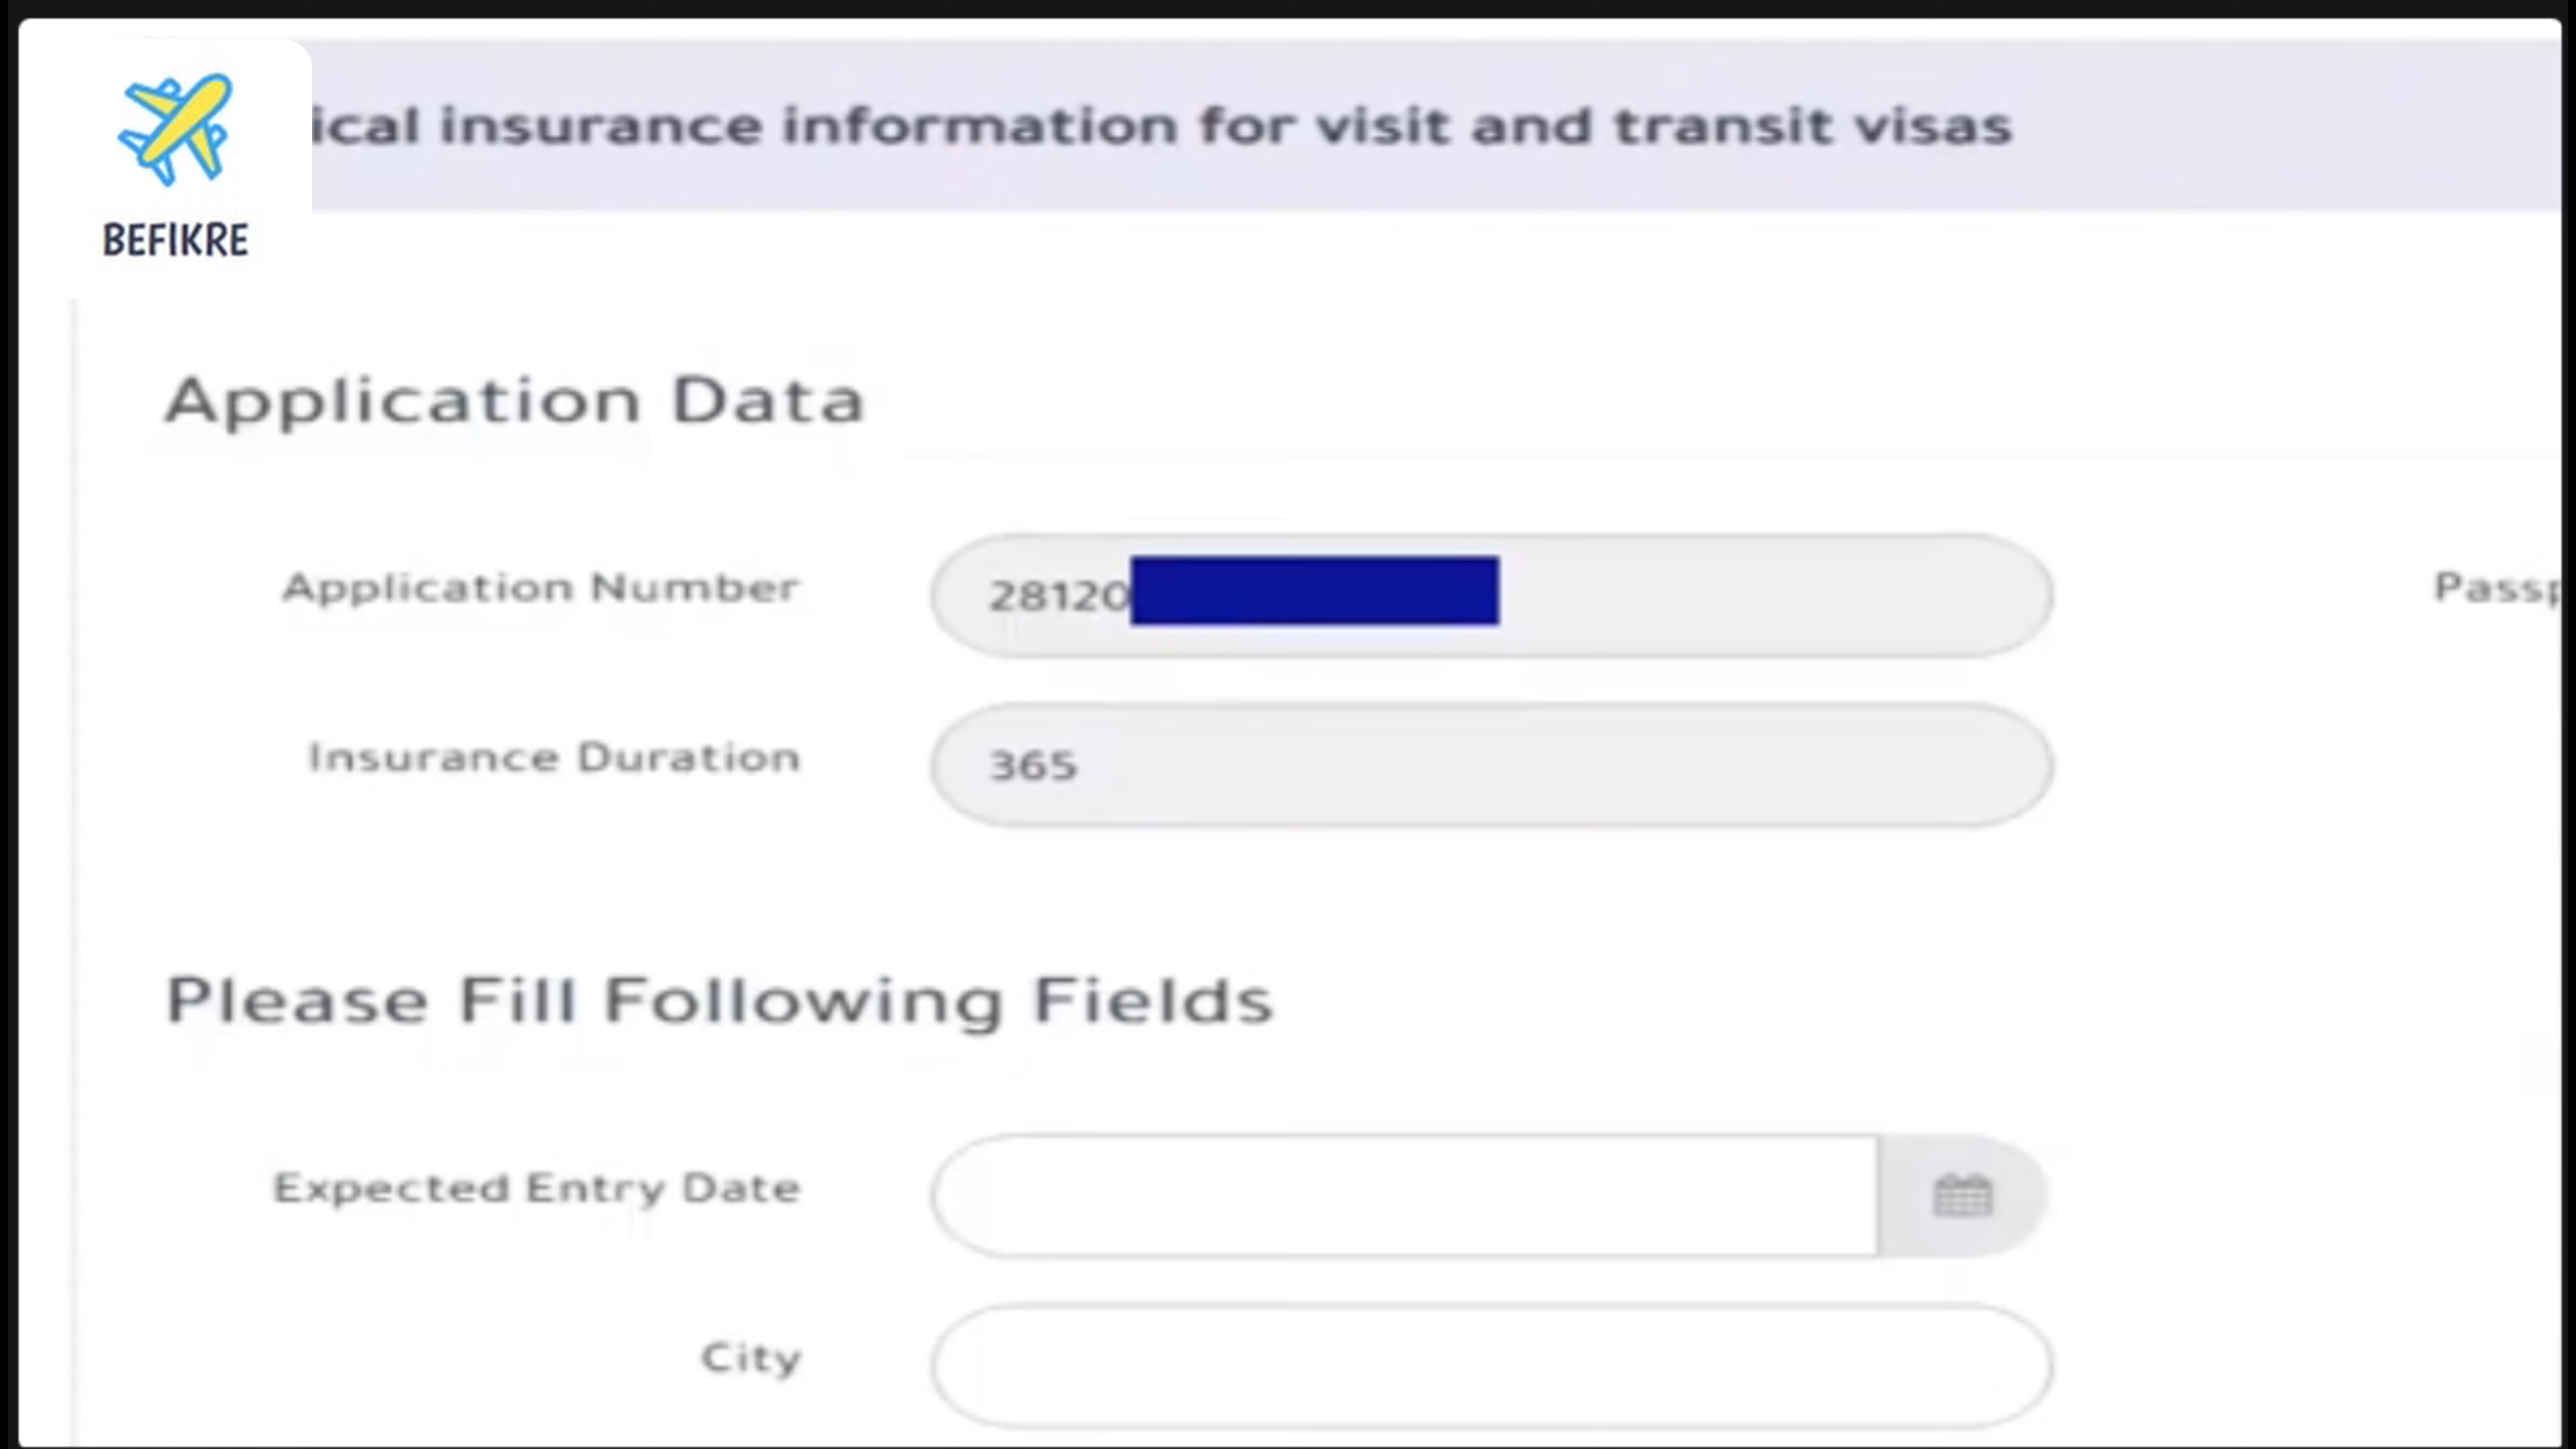 ical insurance information for visit and transit visas
BEFIKRE
Application Data
Application Number 28120 Passp
Insurance Duration 365
Please Fill Following Fields
Expected Entry Date
City